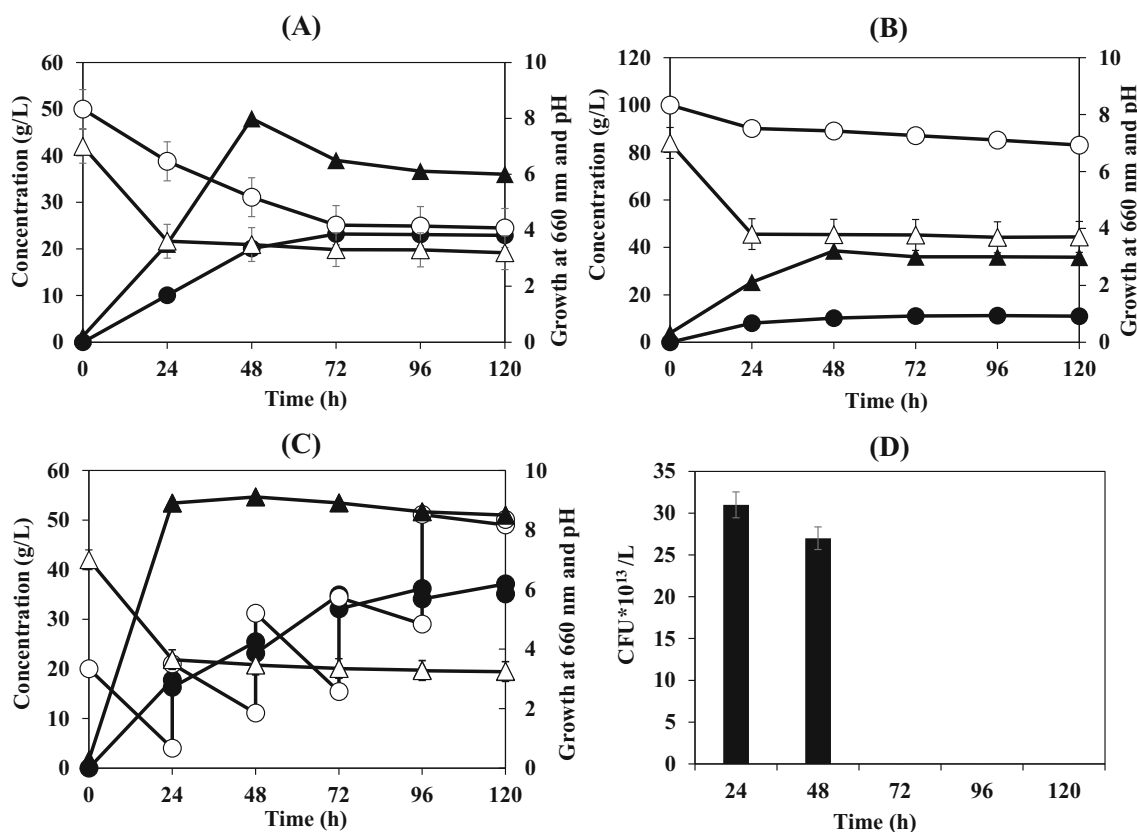 (A)
60
50
40
30
20
10
0
Concentration (g/L)
10
8
6
4
2
0
Growth at 660 nm and pH
0 24 48 72 96 120
Time (h)
(B)
120
100
80
60
40
20
0
Concentration (g/L)
10
8
6
4
2
0
Growth at 660 nm and pH
0 24 48 72 96 120
Time (h)
(C)
60
50
40
30
20
10
0
Concentration (g/L)
10
8
6
4
2
0
Growth at 660 nm and pH
0 24 48 72 96 120
Time (h)
(D)
35
30
25
20
15
10
5
0
CFU*10¹³/L
24 48 72 96 120
Time (h)